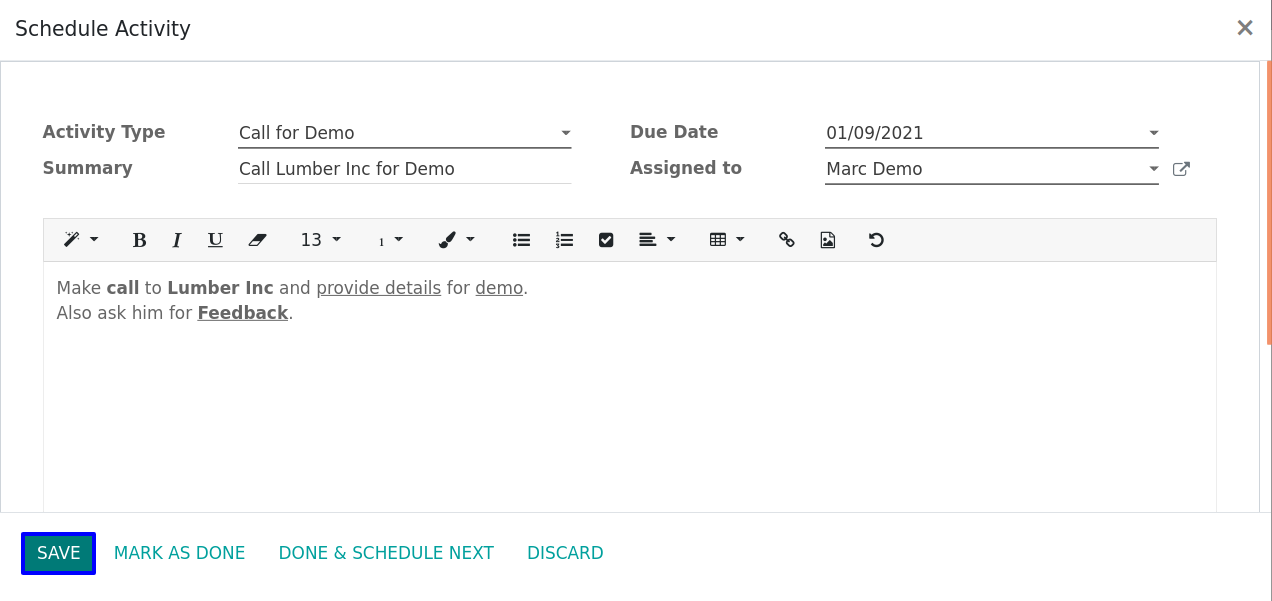 Schedule Activity
Activity Type Call for Demo Due Date 01/09/2021
Summary Call Lumber Inc for Demo Assigned to Marc Demo
B I U 13 1
Make call to Lumber Inc and provide details for demo.
Also ask him for Feedback.
SAVE MARK AS DONE DONE & SCHEDULE NEXT DISCARD